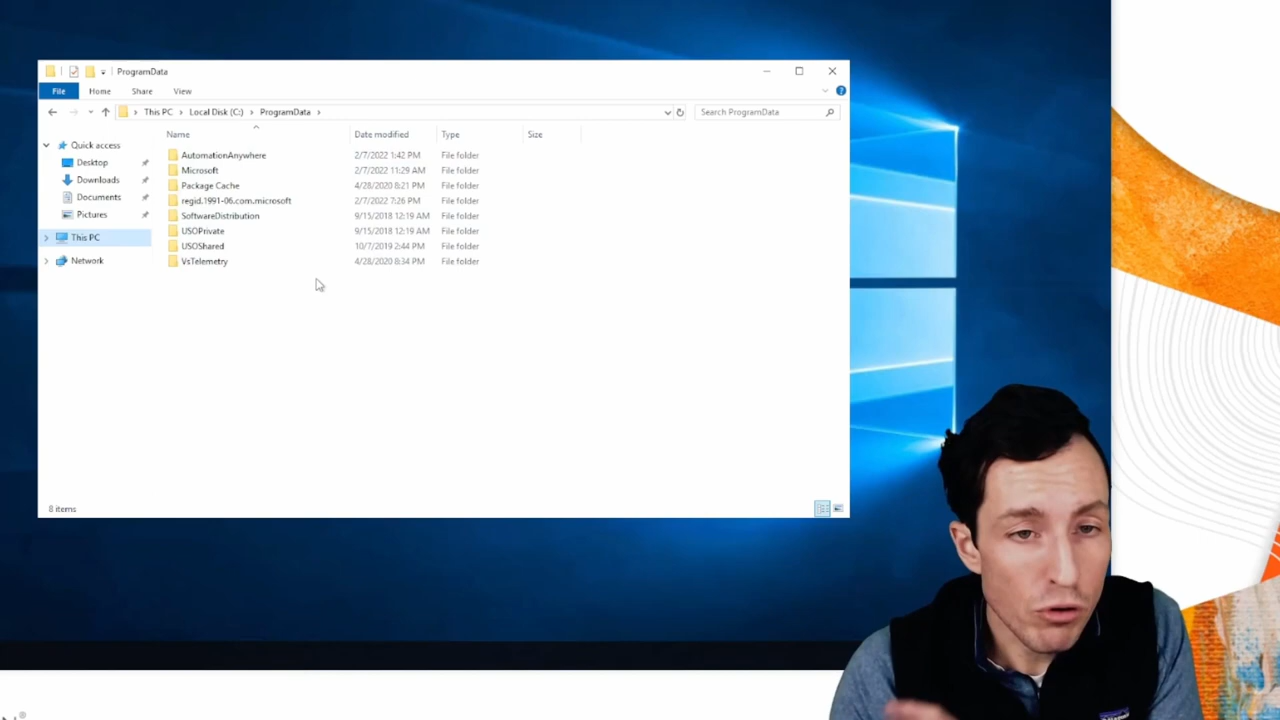 ProgramData
File Home Share View
This PC Local Disk (C:) ProgramData Search ProgramData
Name Date modified Type Size
Quick access
Desktop
Downloads
Documents
Pictures
This PC
Network
AutomationAnywhere 2/7/2022 1:42 PM File folder
Microsoft 2/7/2022 11:29 AM File folder
Package Cache 4/28/2020 8:21 PM File folder
regid.1991-06.com.microsoft 2/7/2022 7:26 PM File folder
SoftwareDistribution 9/15/2018 12:19 AM File folder
USOPrivate 9/15/2018 12:19 AM File folder
USOShared 10/7/2019 2:44 PM File folder
VsTelemetry 4/28/2020 8:34 PM File folder
8 items